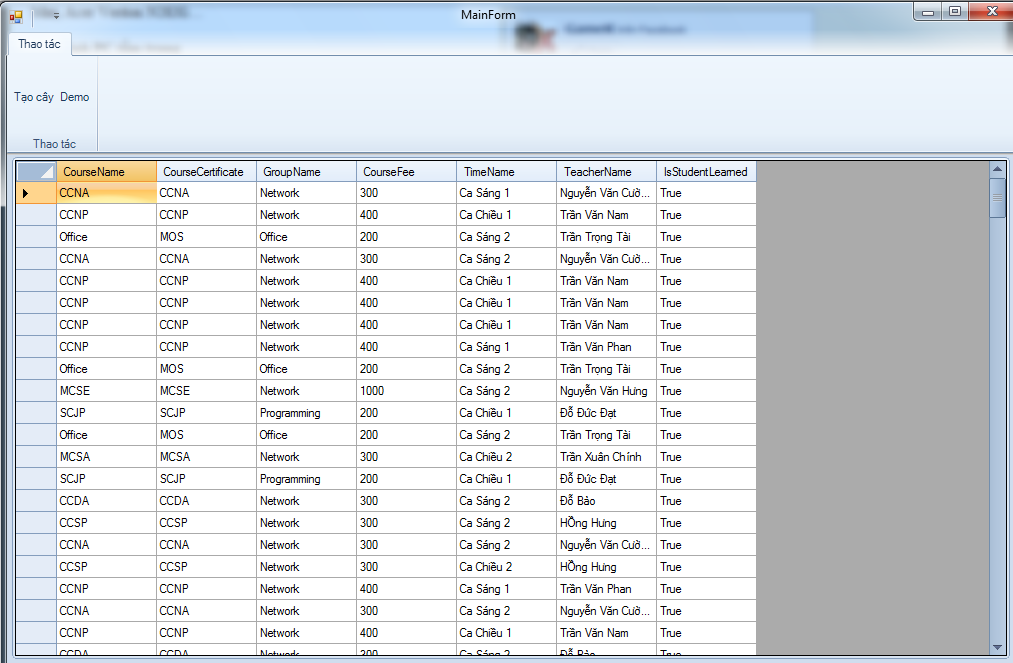 MainForm
Thao tác
Tạo cây Demo
Thao tác
CourseName CourseCertificate GroupName CourseFee TimeName TeacherName IsStudentLearned
CCNA CCNA Network 300 Ca Sáng 1 Nguyễn Văn Cườ... True
CCNP CCNP Network 400 Ca Chiều 1 Trần Văn Nam True
Office MOS Office 200 Ca Sáng 2 Trần Trọng Tài True
CCNA CCNA Network 300 Ca Sáng 2 Nguyễn Văn Cườ... True
CCNP CCNP Network 400 Ca Chiều 1 Trần Văn Nam True
CCNP CCNP Network 400 Ca Chiều 1 Trần Văn Nam True
CCNP CCNP Network 400 Ca Chiều 1 Trần Văn Nam True
CCNP CCNP Network 400 Ca Sáng 1 Trần Văn Phan True
Office MOS Office 200 Ca Sáng 2 Trần Trọng Tài True
MCSE MCSE Network 1000 Ca Sáng 2 Nguyễn Văn Hưng True
SCJP SCJP Programming 200 Ca Chiều 1 Đỗ Đức Đạt True
Office MOS Office 200 Ca Sáng 2 Trần Trọng Tài True
MCSA MCSA Network 300 Ca Chiều 2 Trần Xuân Chính True
SCJP SCJP Programming 200 Ca Chiều 1 Đỗ Đức Đạt True
CCDA CCDA Network 300 Ca Sáng 2 Đỗ Bảo True
CCSP CCSP Network 300 Ca Sáng 2 HỒng Hưng True
CCNA CCNA Network 300 Ca Sáng 2 Nguyễn Văn Cườ... True
CCSP CCSP Network 300 Ca Chiều 2 HỒng Hưng True
CCNP CCNP Network 400 Ca Sáng 1 Trần Văn Phan True
CCNA CCNA Network 300 Ca Sáng 2 Nguyễn Văn Cườ... True
CCNP CCNP Network 400 Ca Chiều 1 Trần Văn Nam True
CCDA CCDA Network 300 Ca Sáng 2 Đỗ Bảo True